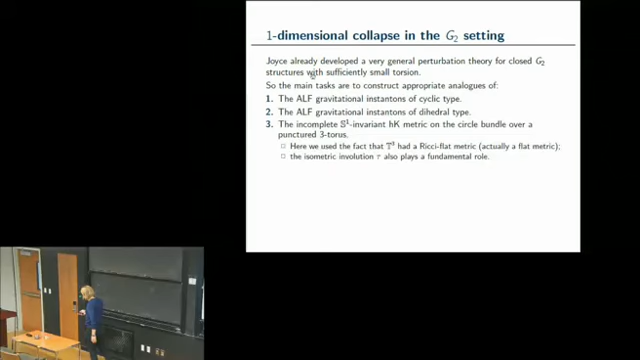 1-dimensional collapse in the G₂ setting
Joyce already developed a very general perturbation theory for closed G₂
structures with sufficiently small torsion.
So the main tasks are to construct appropriate analogues of:
1. The ALF gravitational instantons of cyclic type.
2. The ALF gravitational instantons of dihedral type.
3. The incomplete 𝕊¹-invariant hK metric on the circle bundle over a
punctured 3-torus.
□ Here we used the fact that 𝕋³ had a Ricci-flat metric (actually a flat metric);
□ the isometric involution τ also plays a fundamental role.